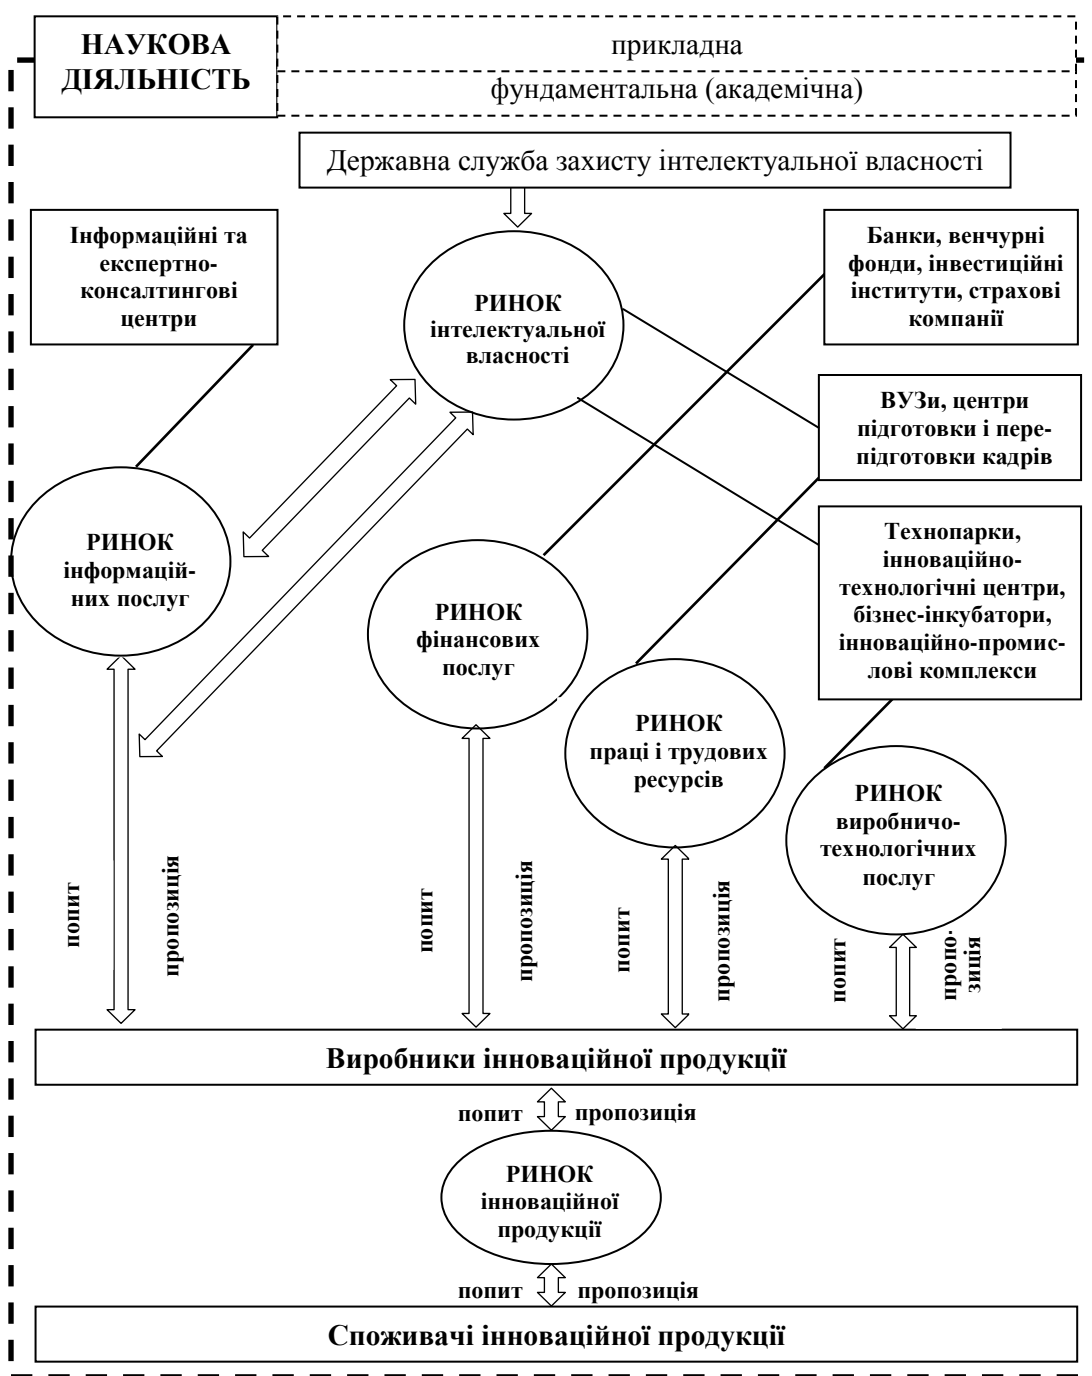 НАУКОВА
ДІЯЛЬНІСТЬ
прикладна
фундаментальна (академічна)
Державна служба захисту інтелектуальної власності
Інформаційні та
експертно-
консалтингові
центри
Банки, венчурні
фонди, інвестиційні
інститути, страхові
компанії
РИНОК
інтелектуальної
власності
ВУЗи, центри
підготовки і пере-
підготовки кадрів
РИНОК
інформацій-
них послуг
Технопарки,
інноваційно-
технологічні центри,
бізнес-інкубатори,
інноваційно-промис-
лові комплекси
РИНОК
фінансових
послуг
РИНОК
праці і трудових
ресурсів
РИНОК
виробничо-
технологічних
послуг
попит
пропозиція
попит
пропозиція
попит
пропозиція
попит
пропо-
зиція
Виробники інноваційної продукції
попит пропозиція
РИНОК
інноваційної
продукції
попит пропозиція
Споживачі інноваційної продукції